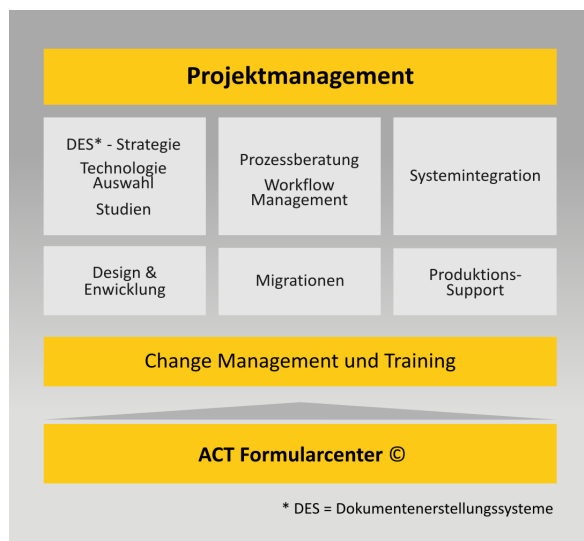 Projektmanagement
DES* - Strategie
Technologie
Auswahl
Studien
Prozessberatung
Workflow
Management
Systemintegration
Design &
Enwicklung
Migrationen
Produktions-
Support
Change Management und Training
ACT Formularcenter ©
* DES = Dokumentenerstellungssysteme